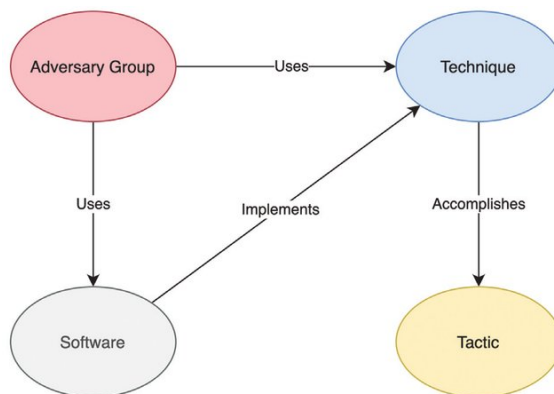 Adversary Group
Uses
Technique
Uses
Implements
Accomplishes
Software
Tactic